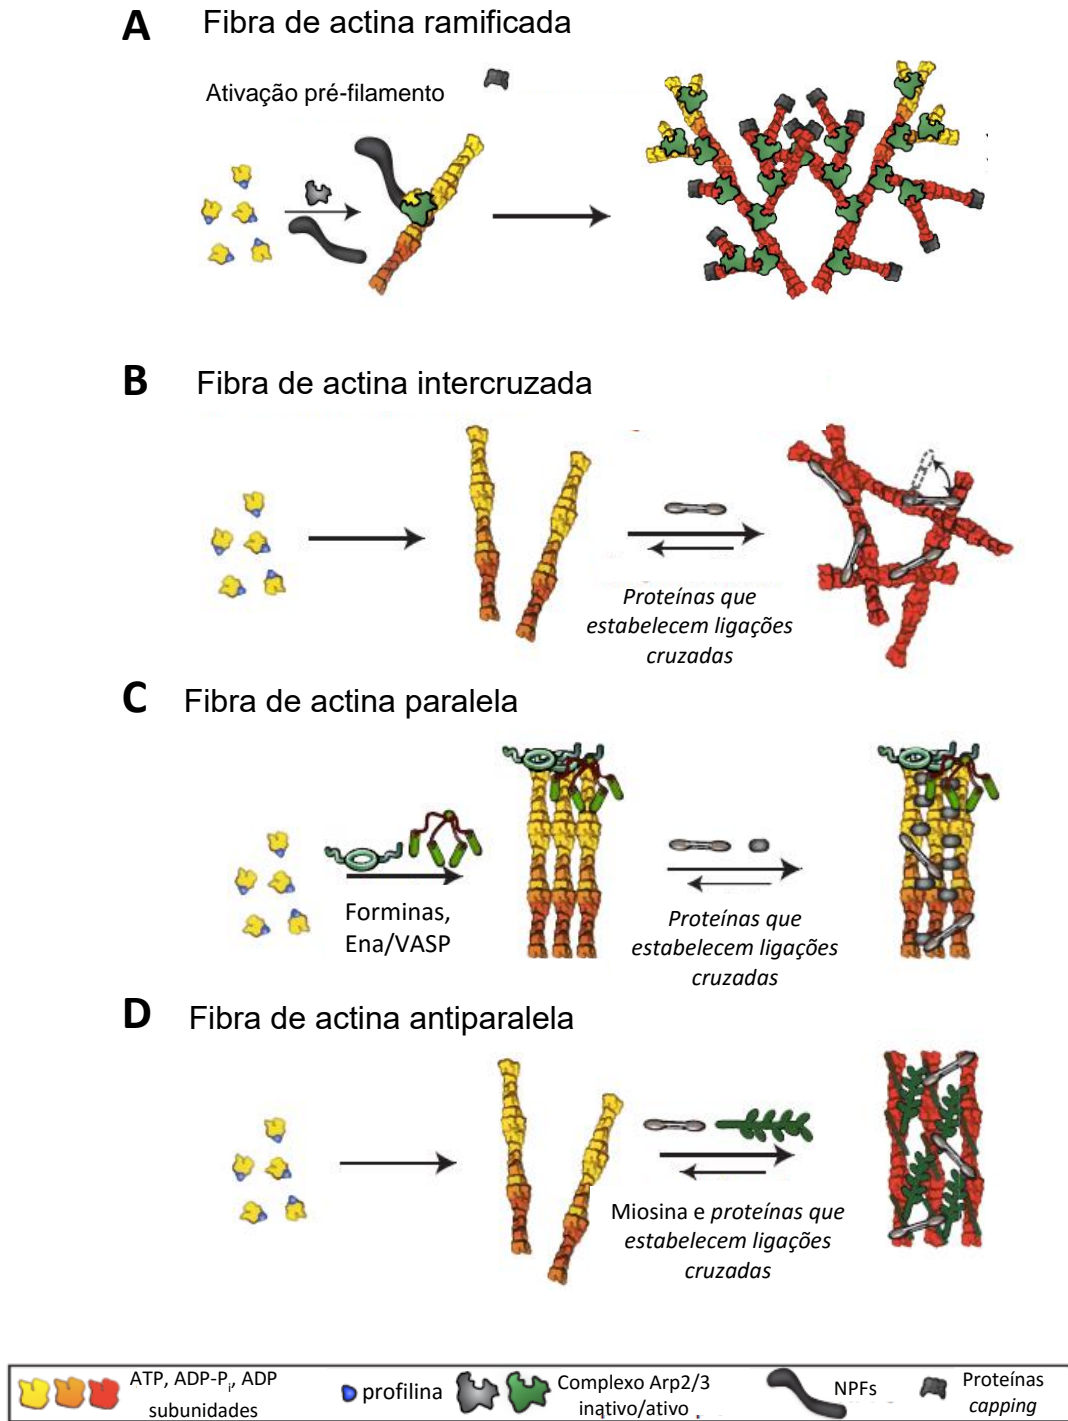 A Fibra de actina ramificada
Ativação pré-filamento
B Fibra de actina intercruzada
Proteínas que
estabelecem ligações
cruzadas
C Fibra de actina paralela
Forminas,
Ena/VASP
Proteínas que
estabelecem ligações
cruzadas
D Fibra de actina antiparalela
Miosina e proteínas que
estabelecem ligações
cruzadas
ATP, ADP-Pi, ADP
subunidades
profilina
Complexo Arp2/3
inativo/ativo
NPFs
Proteínas
capping